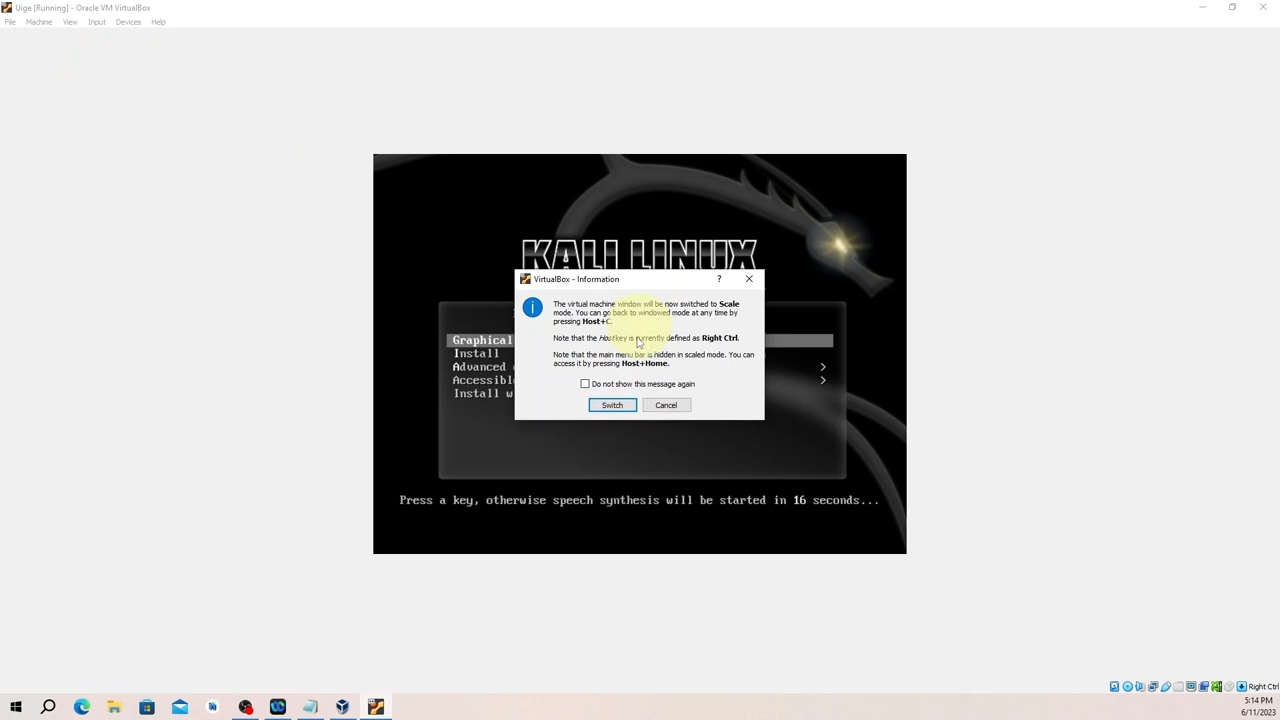 Uige [Running] - Oracle VM VirtualBox
File Machine View Input Devices Help
KALI LINUX
VirtualBox - Information
The virtual machine window will be now switched to Scale
mode. You can go back to windowed mode at any time by
pressing Host+C.
Note that the Host key is currently defined as Right Ctrl.
Note that the main menu bar is hidden in scaled mode. You can
access it by pressing Host+Home.
Do not show this message again
Switch Cancel
Graphical
Install
Advanced
Accessibl
Install w
Press a key, otherwise speech synthesis will be started in 16 seconds...
Right Ctrl
5:14 PM
6/11/2023